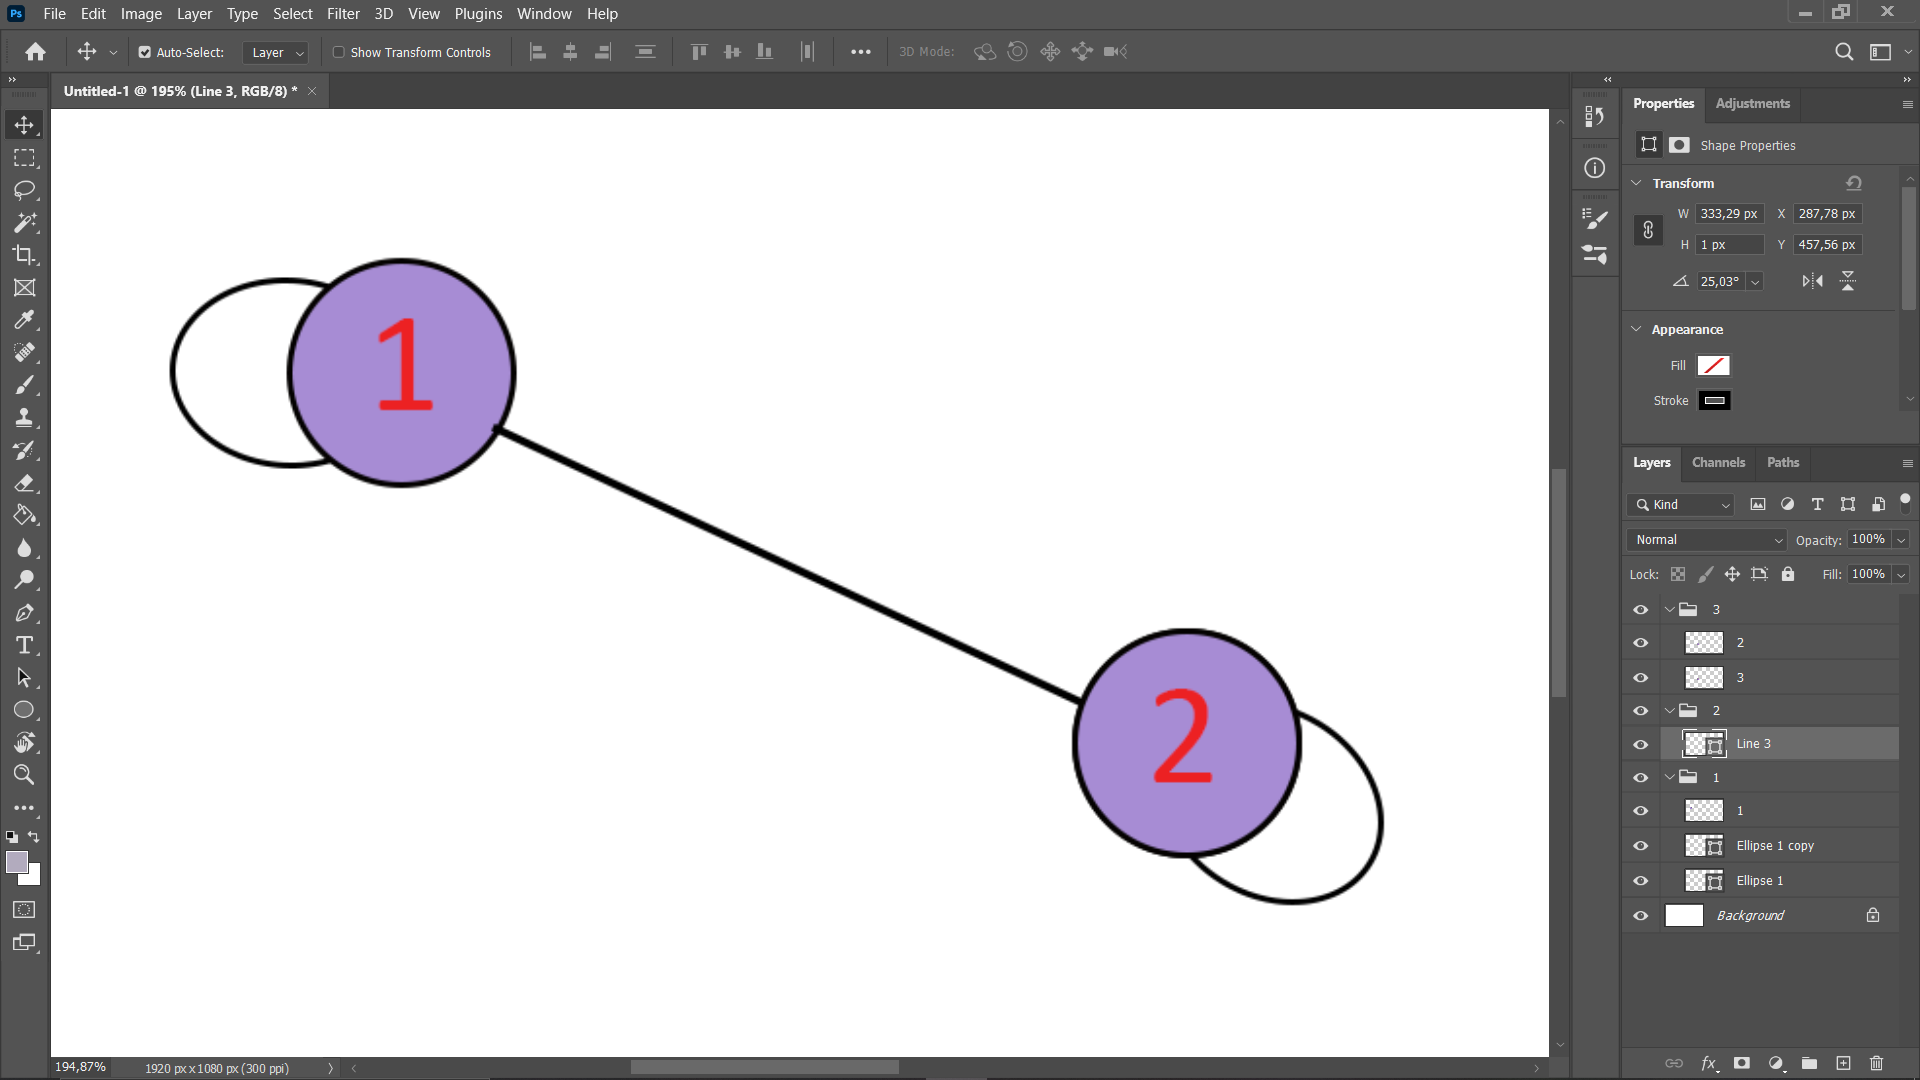 Ps File Edit Image Layer Type Select Filter 3D View Plugins Window Help
Auto-Select: Layer Show Transform Controls 3D Mode:
Untitled-1 @ 195% (Line 3, RGB/8) *
1
2
194,87% 1920 px x 1080 px (300 ppi)
Properties Adjustments
Shape Properties
Transform
W 333,29 px X 287,78 px
H 1 px Y 457,56 px
25,03°
Appearance
Fill
Stroke
Layers Channels Paths
Kind
Normal Opacity: 100%
Lock: Fill: 100%
3
2
3
2
Line 3
1
1
Ellipse 1 copy
Ellipse 1
Background
fx